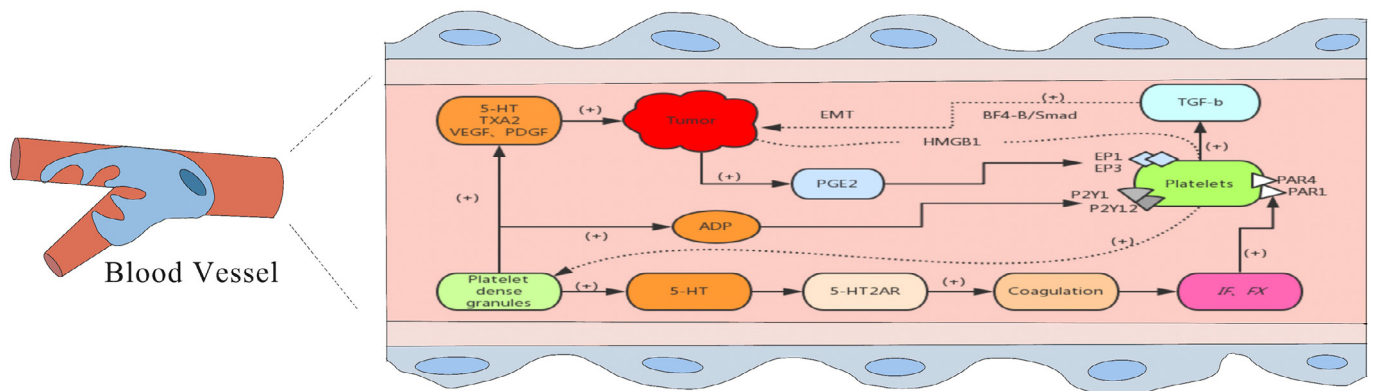 Blood Vessel
5-HT
TXA2
VEGF、PDGF
(+)
Tumor
EMT
(+)
BF4-B/Smad
TGF-b
HMGB1
(+)
EP1
EP3
(+)
PGE2
Platelets
PAR4
PAR1
P2Y1
P2Y12
(+)
(+)
ADP
(+)
(+)
Platelet
dense
granules
(+)
5-HT
5-HT2AR
(+)
Coagulation
IF、FX